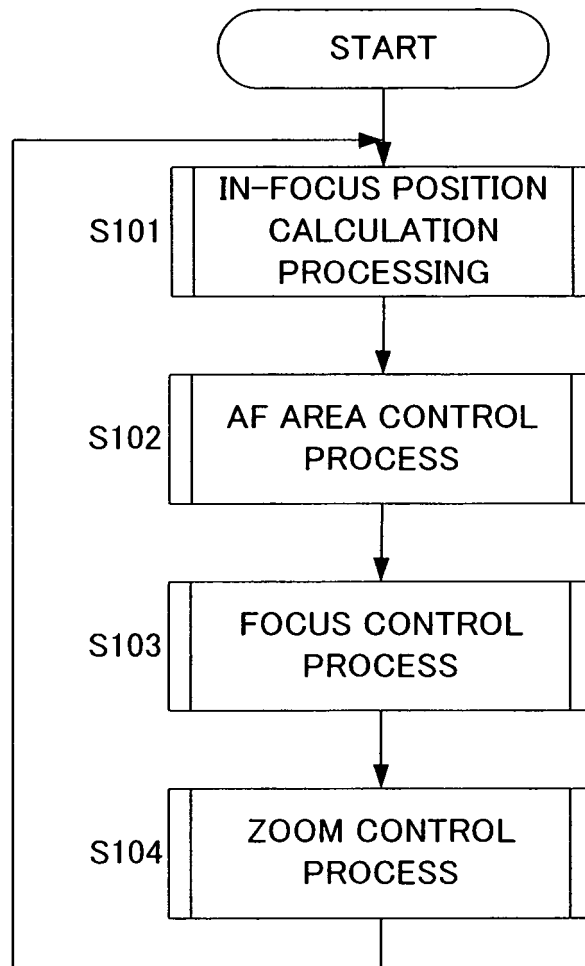 START
S101
IN-FOCUS POSITION
CALCULATION
PROCESSING
S102
AF AREA CONTROL
PROCESS
S103
FOCUS CONTROL
PROCESS
S104
ZOOM CONTROL
PROCESS